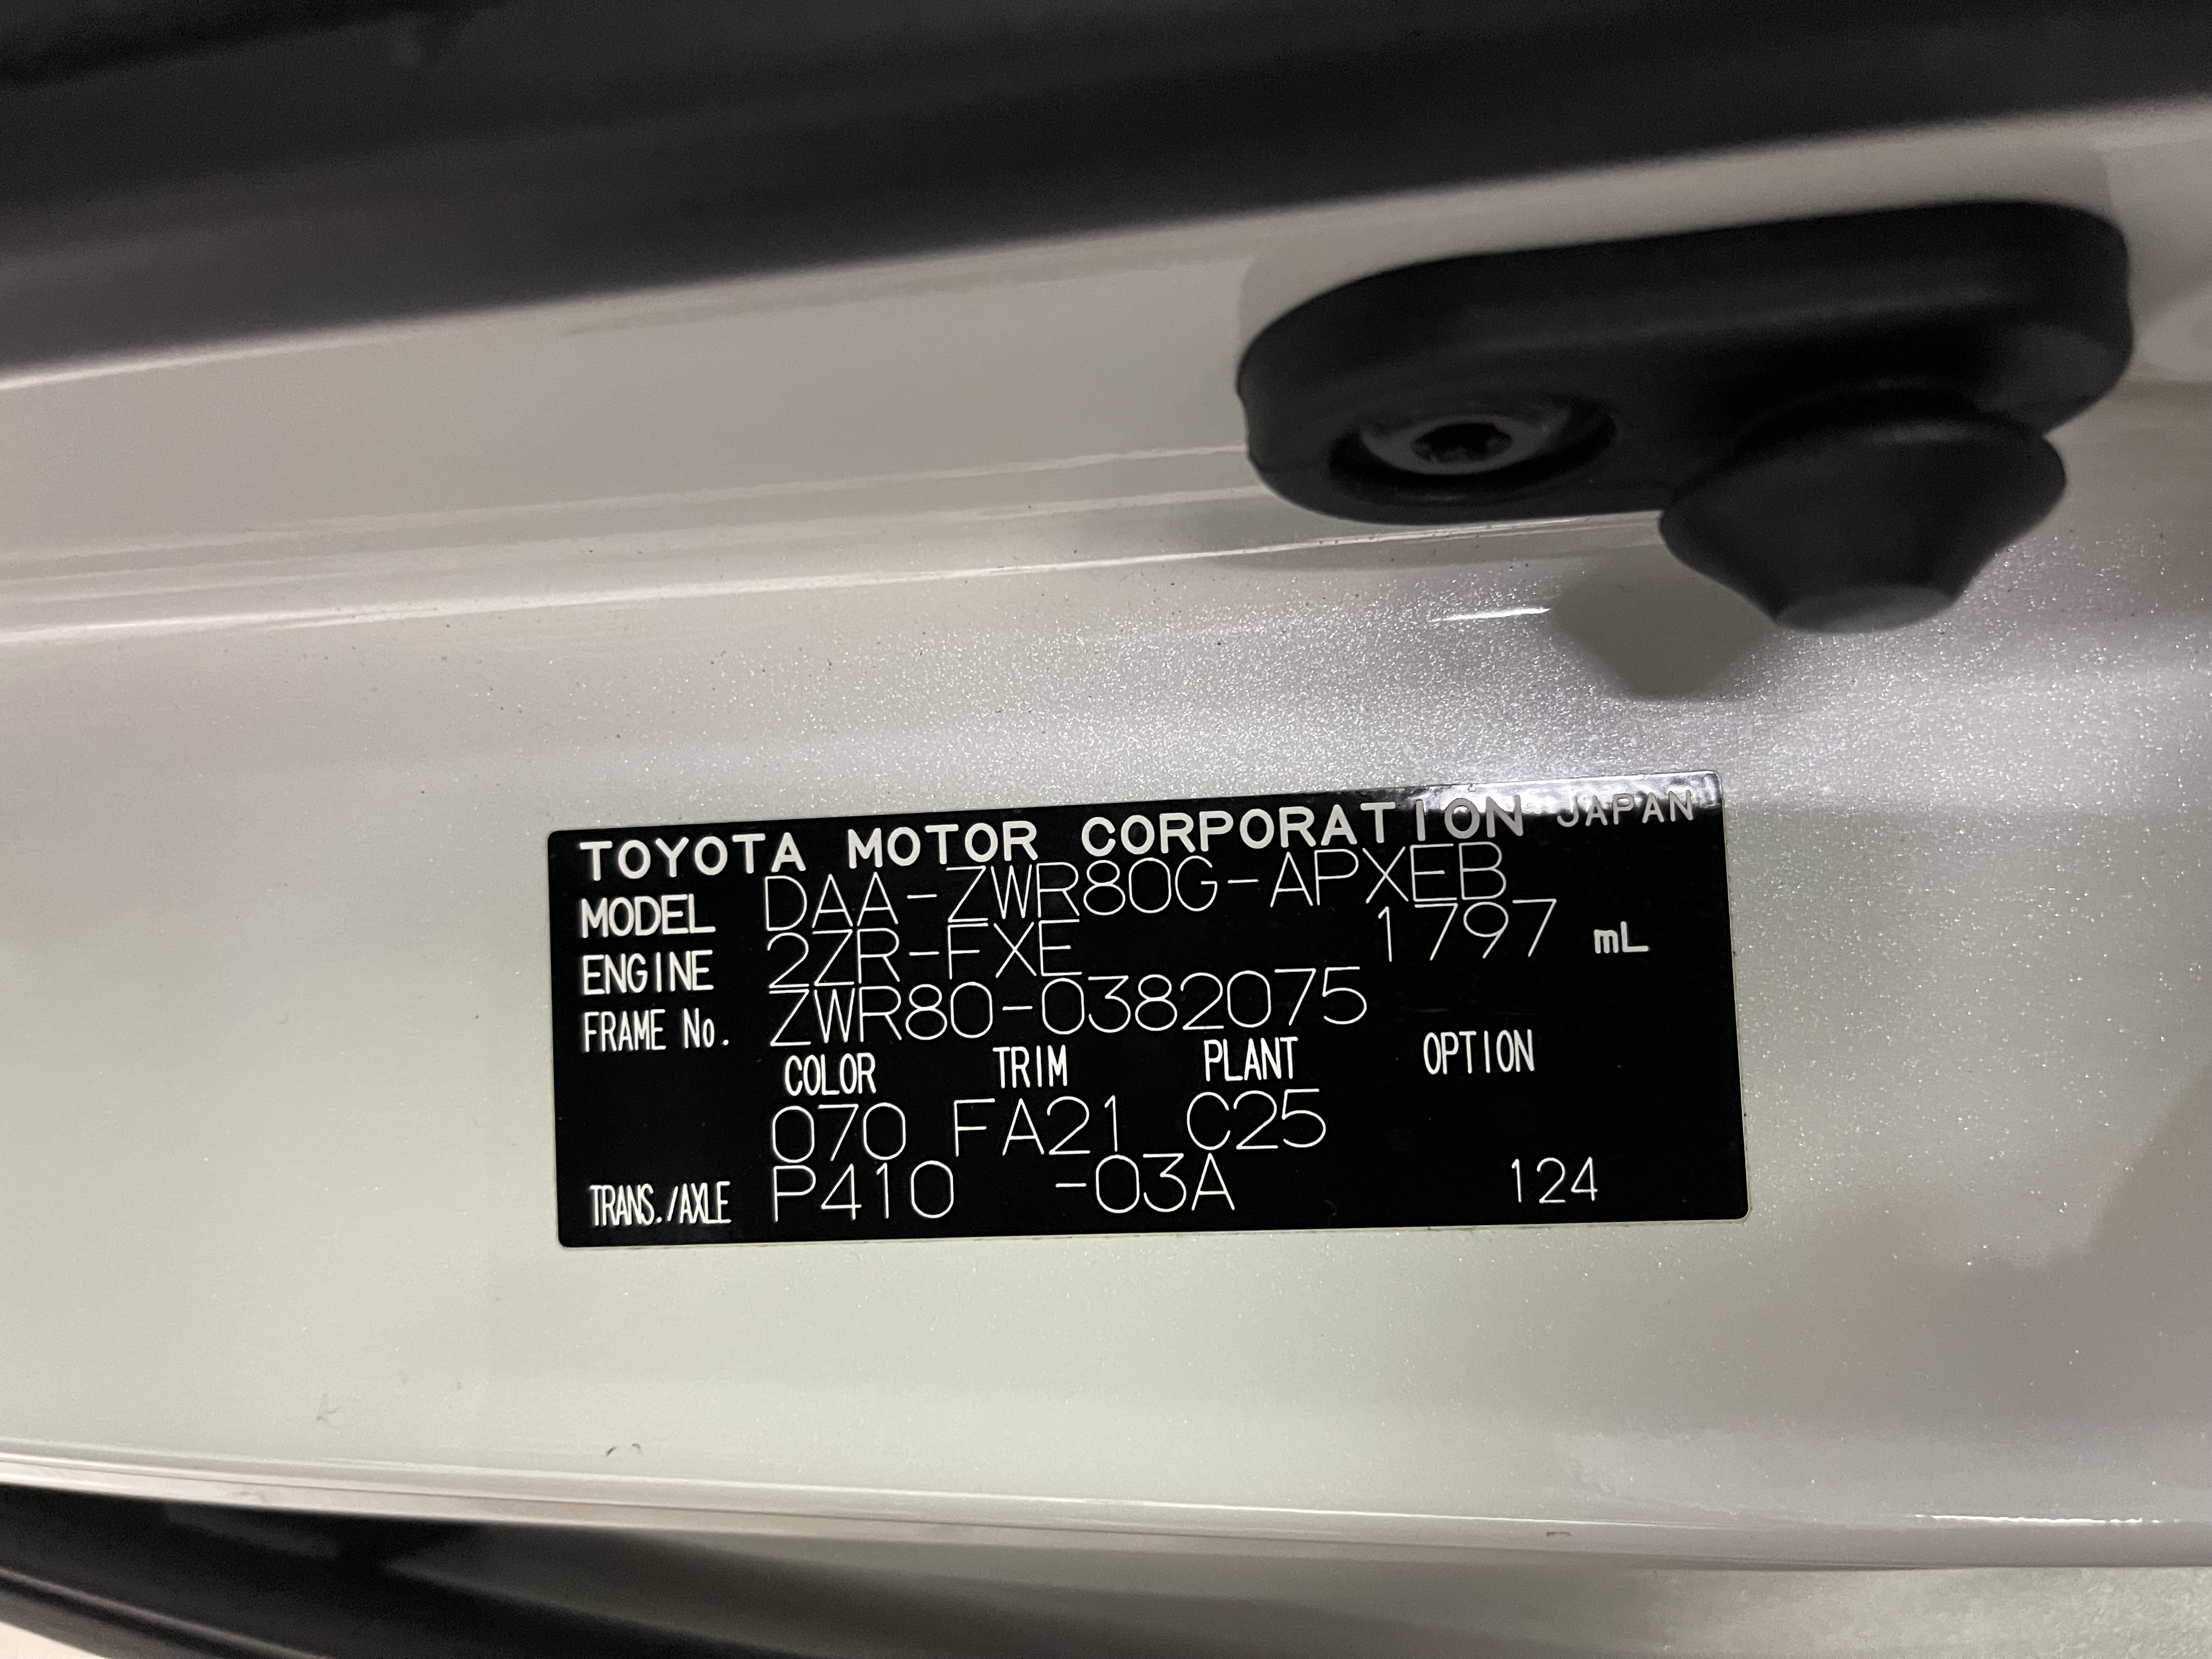 TOYOTA MOTOR CORPORATION JAPAN
MODEL DAA-ZWR80G-APXEB
ENGINE 2ZR-FXE 1797 mL
FRAME No. ZWR80-0382075
COLOR TRIM PLANT OPTION
070 FA21 C25
TRANS./AXLE P410 -03A 124